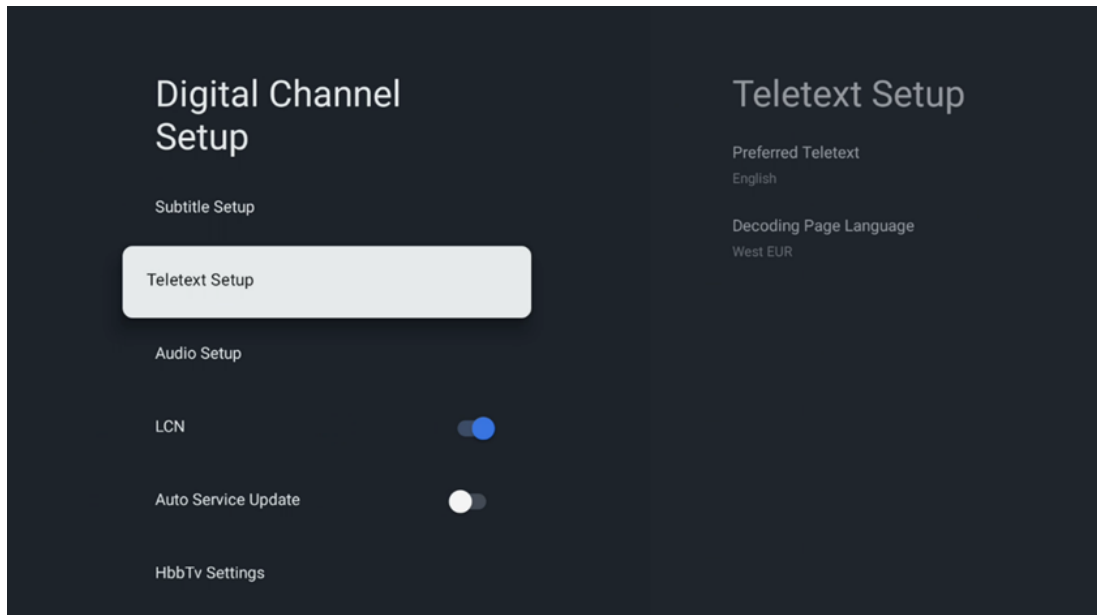 Digital Channel
Setup
Subtitle Setup
Teletext Setup
Audio Setup
LCN
Auto Service Update
HbbTv Settings
Teletext Setup
Preferred Teletext
English
Decoding Page Language
West EUR